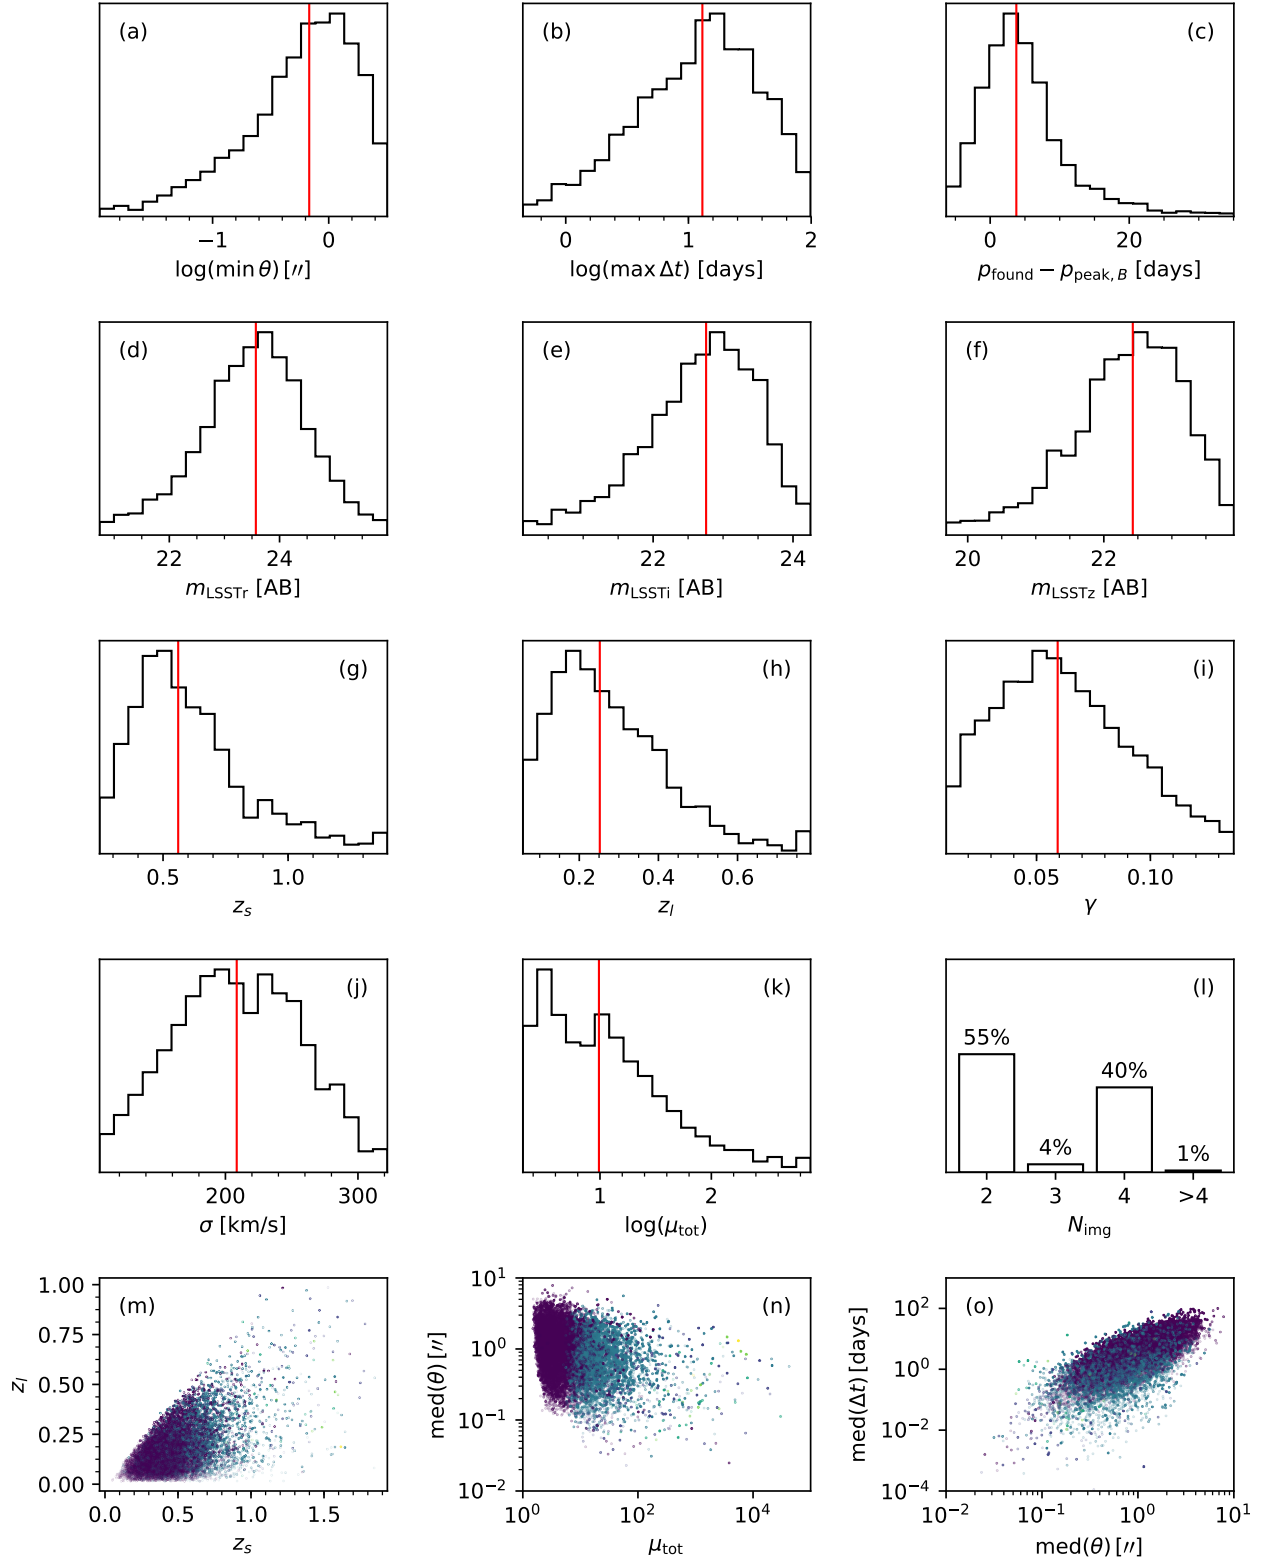 (a)
(b)
(c)
−1 0
0 1 2
0 20
log(min θ) [″]
log(max Δt) [days]
p_found − p_peak, B [days]
(d)
(e)
(f)
22 24
22 24
20 22
m_LSSTr [AB]
m_LSSTi [AB]
m_LSSTz [AB]
(g)
(h)
(i)
0.5 1.0
0.2 0.4 0.6
0.05 0.10
z_s
z_l
γ
(j)
(k)
(l)
55%
40%
4%
1%
200 300
1 2
2 3 4 >4
σ [km/s]
log(μ_tot)
N_img
(m)
1.00
0.75
0.50
0.25
0.00
z_l
0.0 0.5 1.0 1.5
z_s
(n)
10^1
10^0
10^−1
10^−2
med(θ) [″]
10^0 10^2 10^4
μ_tot
(o)
10^2
10^0
10^−2
10^−4
med(Δt) [days]
10^−2 10^−1 10^0 10^1
med(θ) [″]